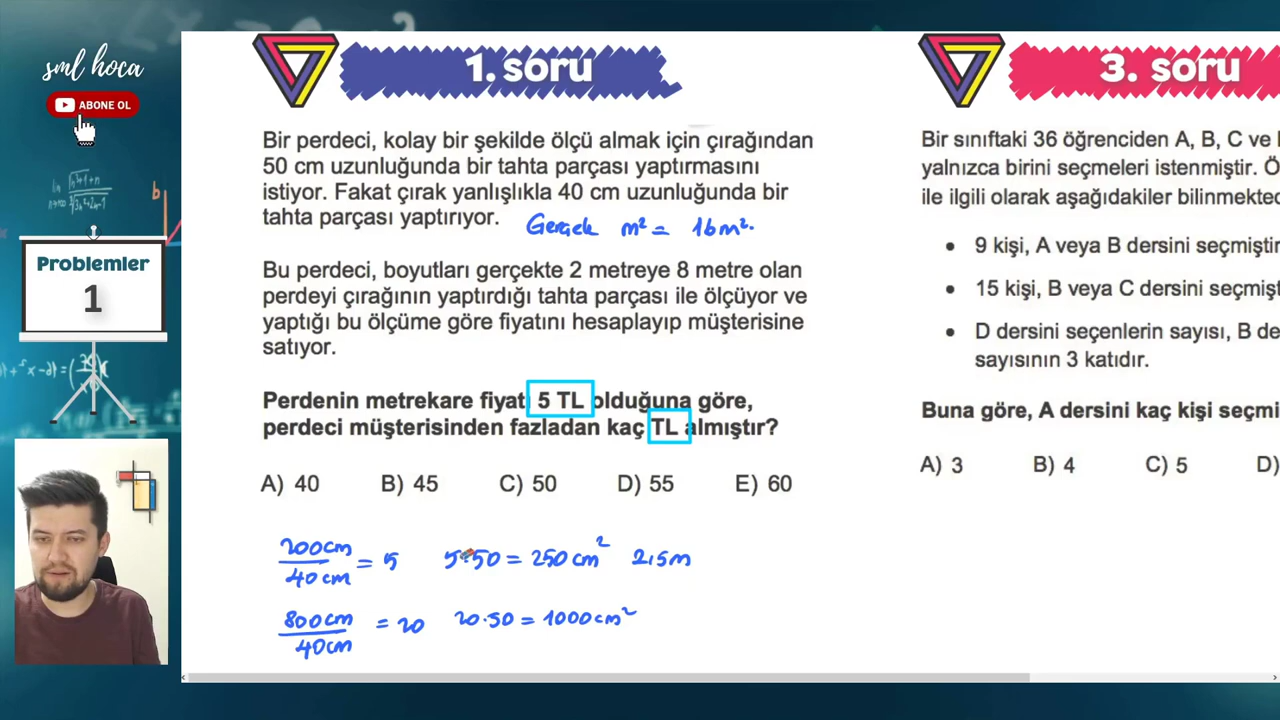 sml hoca
ABONE OL
Problemler
1
1. soru
Bir perdeci, kolay bir şekilde ölçü almak için çırağından
50 cm uzunluğunda bir tahta parçası yaptırmasını
istiyor. Fakat çırak yanlışlıkla 40 cm uzunluğunda bir
tahta parçası yaptırıyor.
Gerçek m² = 16m².
Bu perdeci, boyutları gerçekte 2 metreye 8 metre olan
perdeyi çırağının yaptırdığı tahta parçası ile ölçüyor ve
yaptığı bu ölçüme göre fiyatını hesaplayıp müşterisine
satıyor.
Perdenin metrekare fiyatı 5 TL olduğuna göre,
perdeci müşterisinden fazladan kaç TL almıştır?
A) 40 B) 45 C) 50 D) 55 E) 60
200cm / 40cm = 5 5.50 = 250cm² 2,5m
800cm / 40cm = 20 20.50 = 1000cm²
3. soru
Bir sınıftaki 36 öğrenciden A, B, C ve
yalnızca birini seçmeleri istenmiştir. Ö
ile ilgili olarak aşağıdakiler bilinmekted
• 9 kişi, A veya B dersini seçmiştir
• 15 kişi, B veya C dersini seçmişt
• D dersini seçenlerin sayısı, B de
sayısının 3 katıdır.
Buna göre, A dersini kaç kişi seçmi
A) 3 B) 4 C) 5 D)